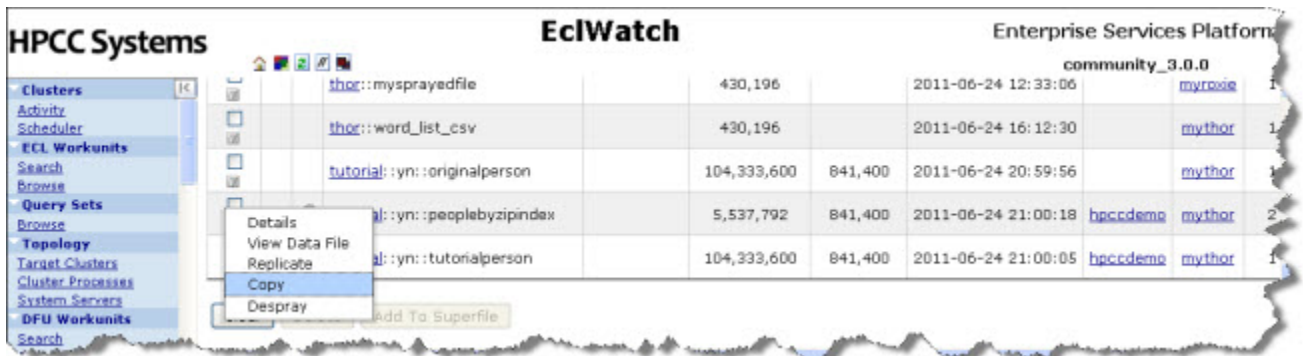 HPCC Systems
EclWatch
Enterprise Services Platform
community_3.0.0
Clusters
Activity
Scheduler
ECL Workunits
Search
Browse
Query Sets
Browse
Topology
Target Clusters
Cluster Processes
System Servers
DFU Workunits
Search
thor::mysprayedfile 430,196 2011-06-24 12:33:06 myroxie 1
thor::word_list_csv 430,196 2011-06-24 16:12:30 mythor 1
tutorial::yn::originalperson 104,333,600 841,400 2011-06-24 20:59:56 mythor 1
al::yn::peoplebyzipindex 5,537,792 841,400 2011-06-24 21:00:18 hpccdemo mythor 2
al::yn::tutorialperson 104,333,600 841,400 2011-06-24 21:00:05 hpccdemo mythor 1
Details
View Data File
Replicate
Copy
Despray
Add To Superfile